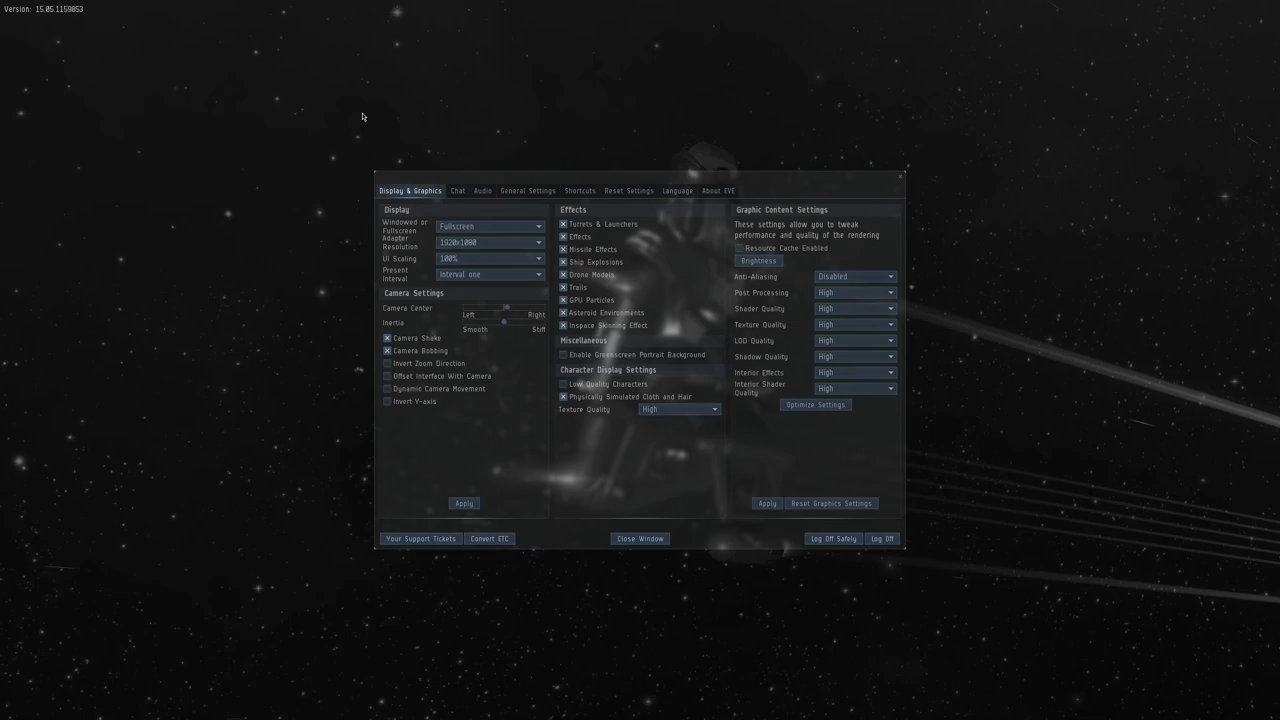 Version: 15.05.1159853
Display & Graphics Chat Audio General Settings Shortcuts Reset Settings Language About EVE
Display
Windowed or Fullscreen
Fullscreen
Adapter Resolution
1920x1080
UI Scaling
100%
Present Interval
Interval one
Camera Settings
Camera Center
Left Right
Inertia
Smooth Stiff
Camera Shake
Camera Bobbing
Invert Zoom Direction
Offset Interface With Camera
Dynamic Camera Movement
Invert Y-axis
Apply
Effects
Turrets & Launchers
Effects
Missile Effects
Ship Explosions
Drone Models
Trails
GPU Particles
Asteroid Environments
Inspace Skinning Effect
Miscellaneous
Enable Greenscreen Portrait Background
Character Display Settings
Low Quality Characters
Physically Simulated Cloth and Hair
Texture Quality High
Graphic Content Settings
These settings allow you to tweak
performance and quality of the rendering
Resource Cache Enabled
Brightness
Anti-Aliasing Disabled
Post Processing High
Shader Quality High
Texture Quality High
LOD Quality High
Shadow Quality High
Interior Effects High
Interior Shader Quality High
Optimize Settings
Apply Reset Graphics Settings
Your Support Tickets Convert ETC Close Window Log Off Safely Log Off